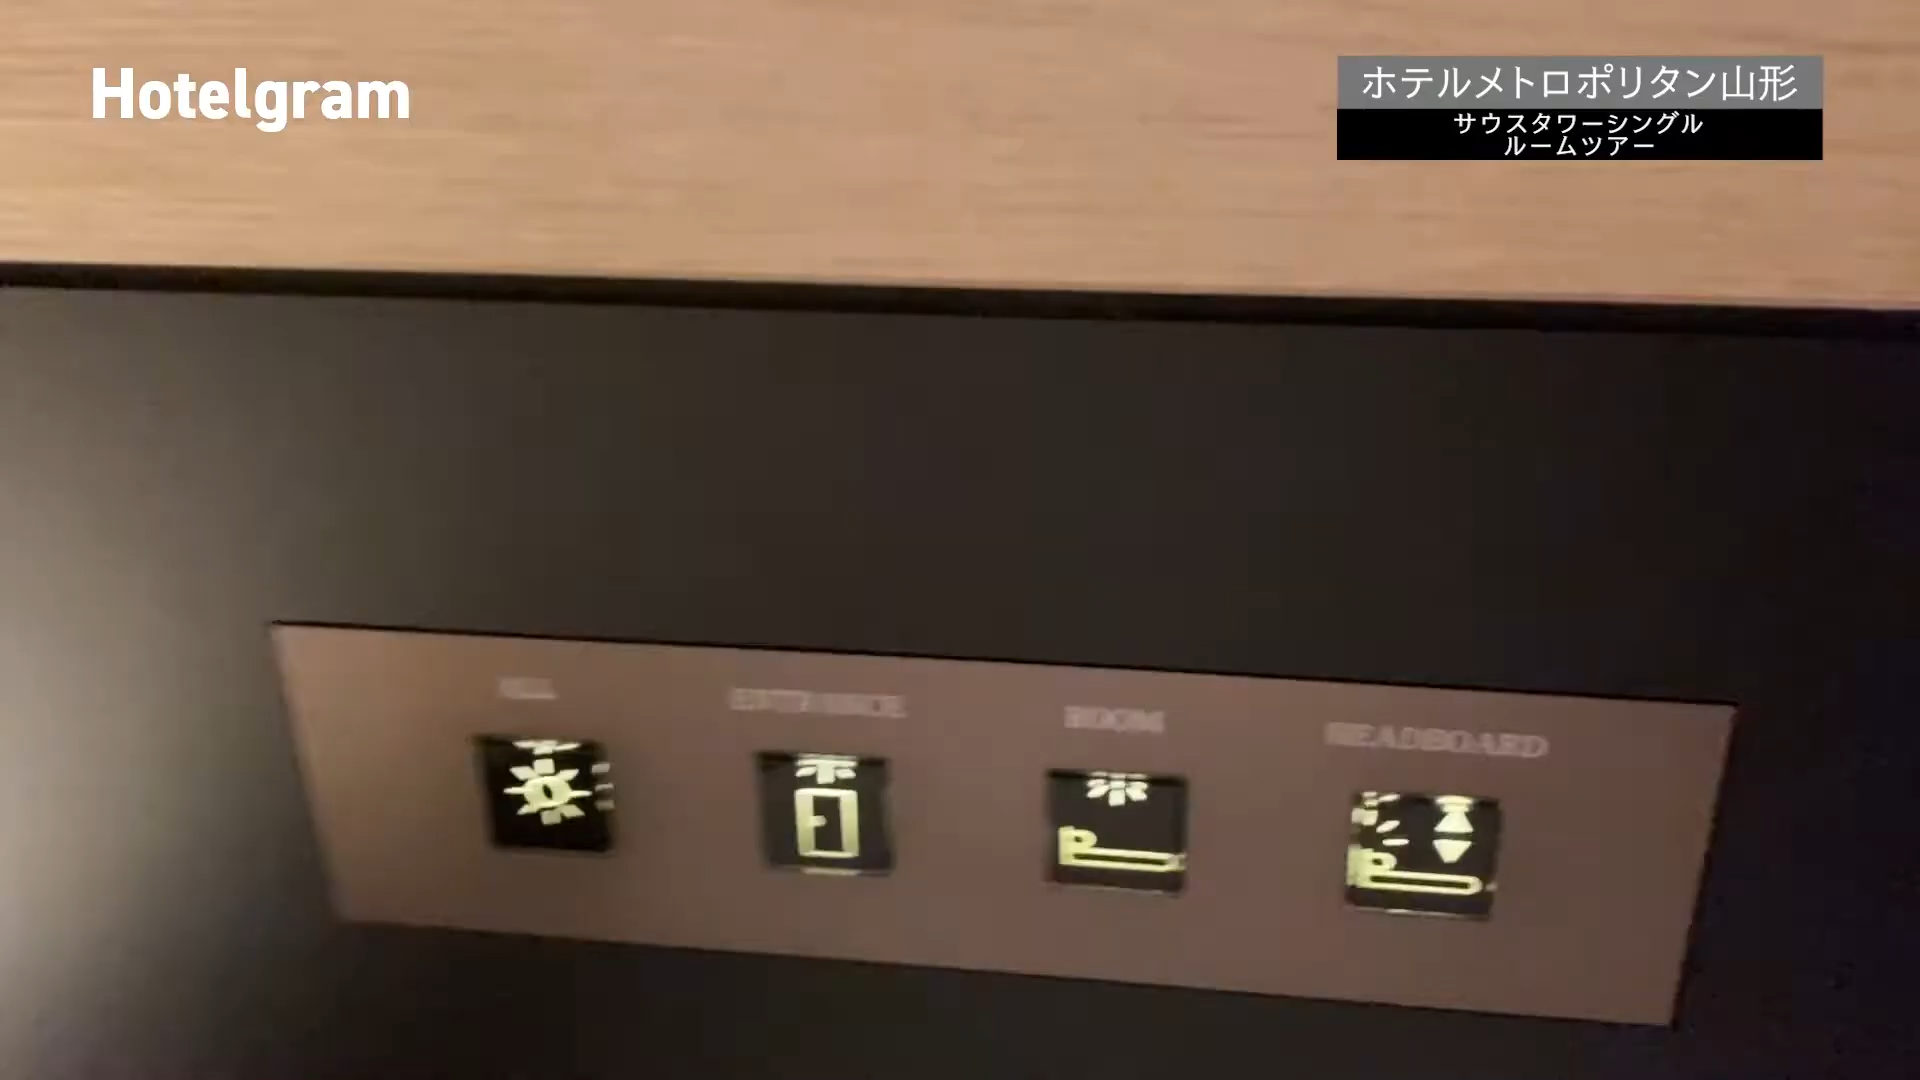 Hotelgram
ホテルメトロポリタン山形
サウスタワーシングル
ルームツアー
ALL
ENTRANCE
ROOM
HEADBOARD